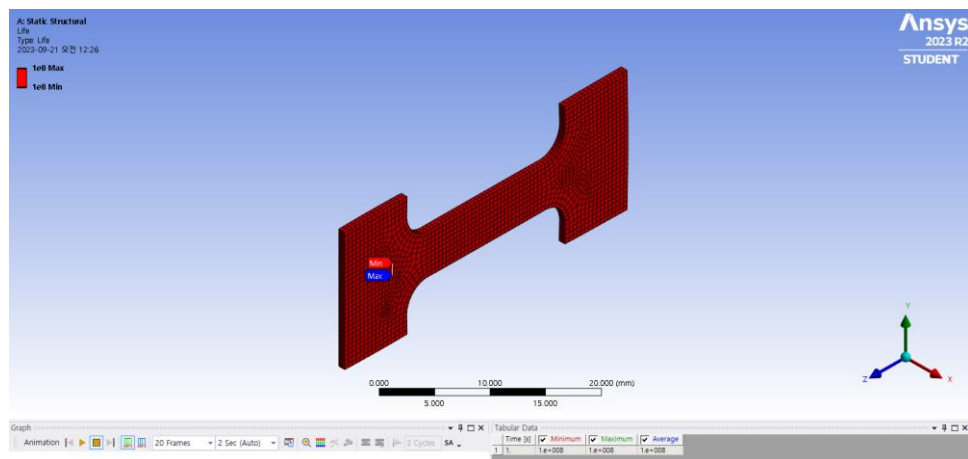 A: Static Structural
Life
Type: Life
2023-09-21 오전 12:26
1e8 Max
1e8 Min
Ansys
2023 R2
STUDENT
Min
Max
0.000 10.000 20.000 (mm)
5.000 15.000
Y
Z X
Graph
Animation 20 Frames 2 Sec (Auto) 3 Cycles SA
Tabular Data
Time [s] Minimum Maximum Average
1 1. 1.e+008 1.e+008 1.e+008